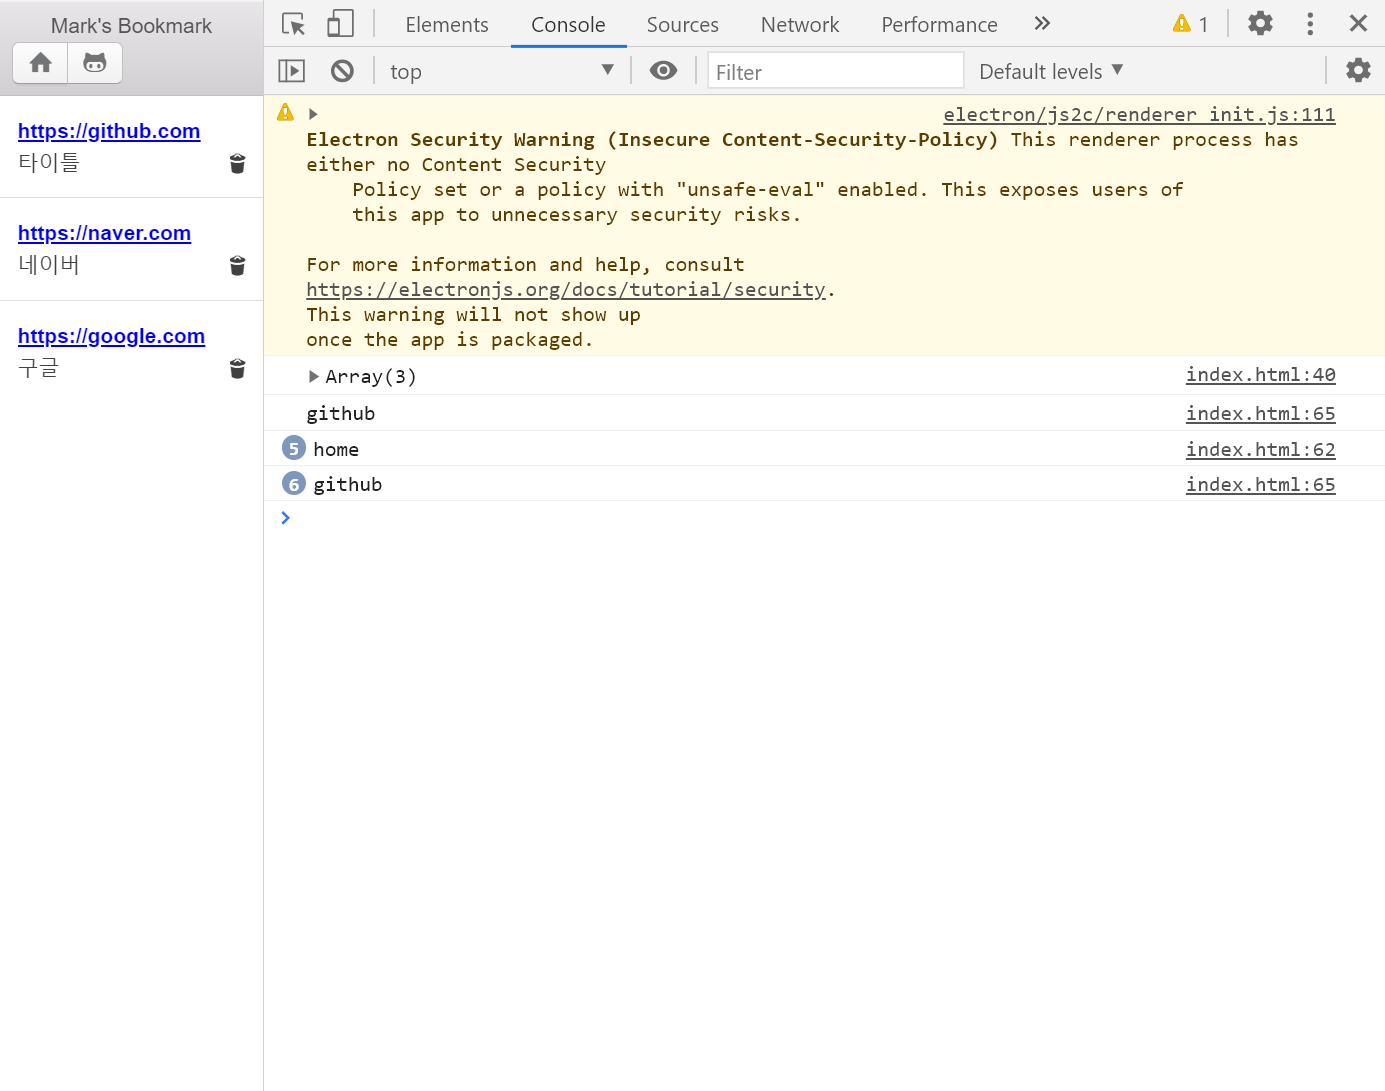 Mark's Bookmark
https://github.com
타이틀
https://naver.com
네이버
https://google.com
구글
Elements Console Sources Network Performance 1
top Filter Default levels
electron/js2c/renderer_init.js:111
Electron Security Warning (Insecure Content-Security-Policy) This renderer process has
either no Content Security
Policy set or a policy with "unsafe-eval" enabled. This exposes users of
this app to unnecessary security risks.
For more information and help, consult
https://electronjs.org/docs/tutorial/security.
This warning will not show up
once the app is packaged.
Array(3) index.html:40
github index.html:65
5 home index.html:62
6 github index.html:65